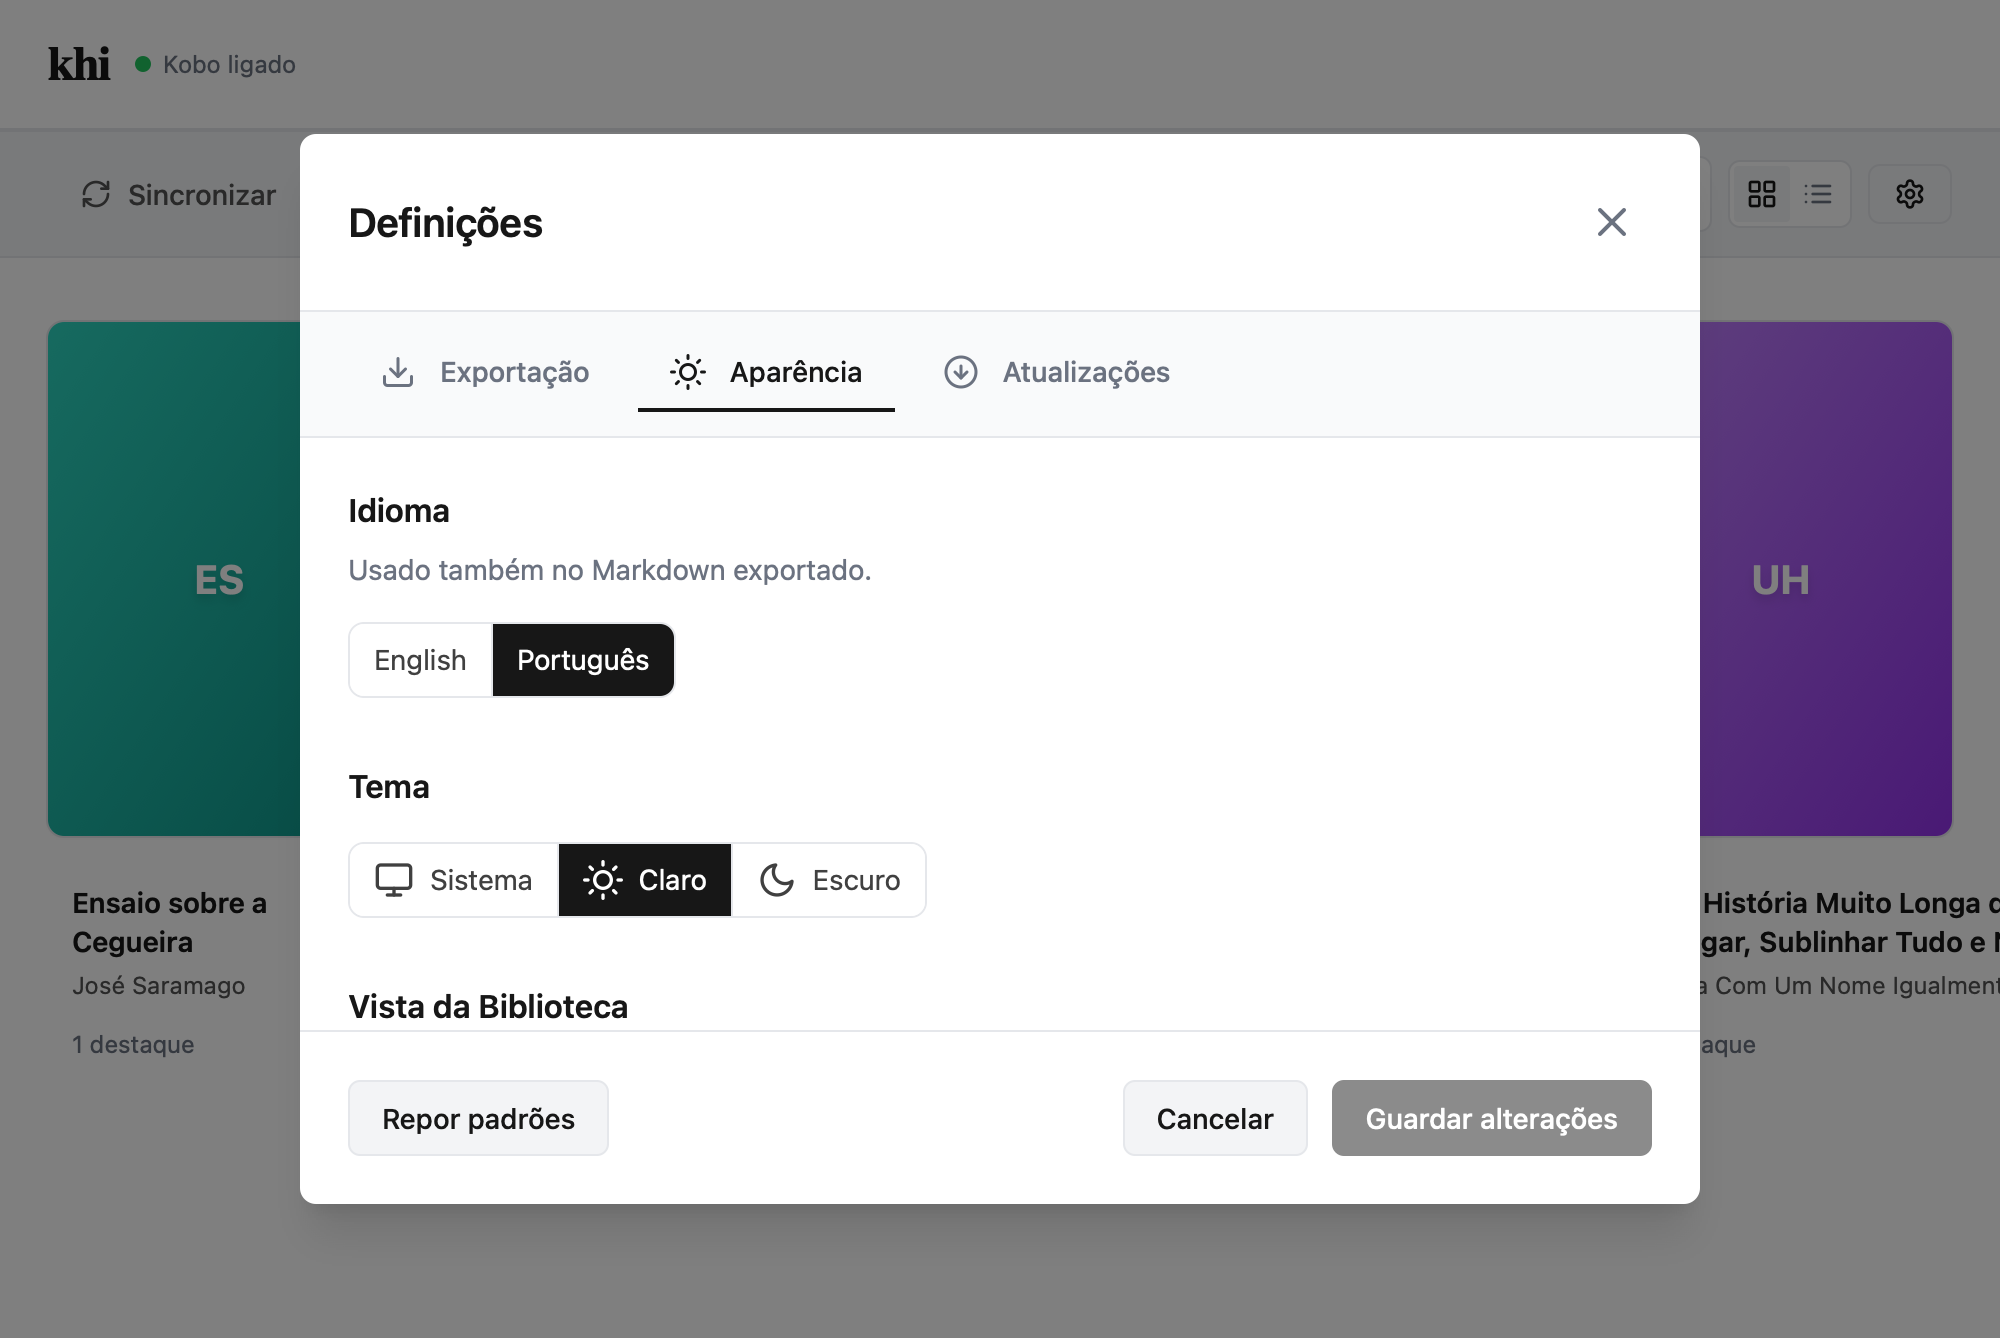 khi
Kobo ligado
Sincronizar
Definições
Exportação
Aparência
Atualizações
Idioma
Usado também no Markdown exportado.
English
Português
Tema
Sistema
Claro
Escuro
Vista da Biblioteca
Repor padrões
Cancelar
Guardar alterações
ES
Ensaio sobre a
Cegueira
José Saramago
1 destaque
UH
História Muito Longa
gar, Sublinhar Tudo e
a Com Um Nome Igualment
aque